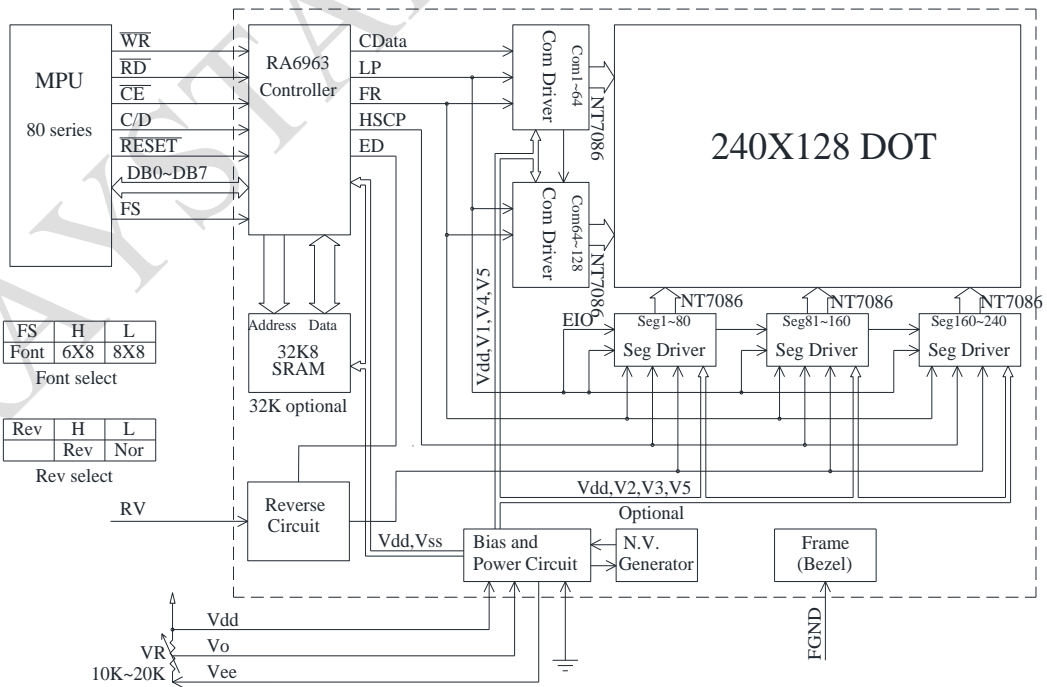 MPU
80 series
WR
RD
CE
C/D
RESET
DB0~DB7
FS
RA6963
Controller
CData
LP
FR
HSCP
ED
Com Driver
Com1~64
NT7086
Com Driver
Com64~128
NT7086
240X128 DOT
Vdd,V1,V4,V5
Address Data
32K8
SRAM
32K optional
FS H L
Font 6X8 8X8
Font select
Rev H L
Rev Nor
Rev select
EIO
NT7086
Seg1~80
Seg Driver
NT7086
Seg81~160
Seg Driver
NT7086
Seg160~240
Seg Driver
RV
Reverse
Circuit
Vdd,V2,V3,V5
Optional
Vdd,Vss
Bias and
Power Circuit
N.V.
Generator
Frame
(Bezel)
FGND
Vdd
VR
Vo
10K~20K
Vee
AYSTA